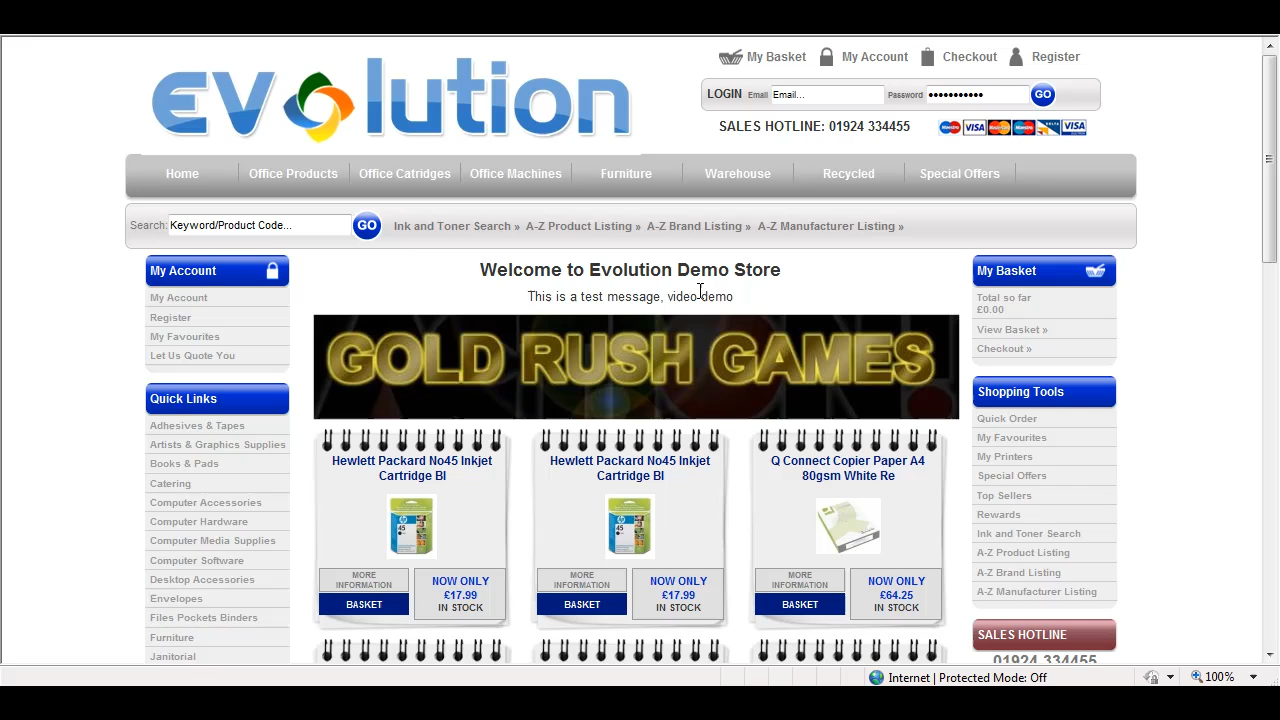 My Basket My Account Checkout Register
Evolution
LOGIN Email Email... Password ••••••••••• GO
SALES HOTLINE: 01924 334455
Home Office Products Office Catridges Office Machines Furniture Warehouse Recycled Special Offers
Search: Keyword/Product Code... GO Ink and Toner Search » A-Z Product Listing » A-Z Brand Listing » A-Z Manufacturer Listing »
My Account
My Account
Register
My Favourites
Let Us Quote You
Quick Links
Adhesives & Tapes
Artists & Graphics Supplies
Books & Pads
Catering
Computer Accessories
Computer Hardware
Computer Media Supplies
Computer Software
Desktop Accessories
Envelopes
Files Pockets Binders
Furniture
Janitorial
Welcome to Evolution Demo Store
This is a test message, video demo
GOLD RUSH GAMES
Hewlett Packard No45 Inkjet
Cartridge Bl
45
MORE
INFORMATION
BASKET
NOW ONLY
£17.99
IN STOCK
Hewlett Packard No45 Inkjet
Cartridge Bl
45
MORE
INFORMATION
BASKET
NOW ONLY
£17.99
IN STOCK
Q Connect Copier Paper A4
80gsm White Re
MORE
INFORMATION
BASKET
NOW ONLY
£64.25
IN STOCK
My Basket
Total so far
£0.00
View Basket »
Checkout »
Shopping Tools
Quick Order
My Favourites
My Printers
Special Offers
Top Sellers
Rewards
Ink and Toner Search
A-Z Product Listing
A-Z Brand Listing
A-Z Manufacturer Listing
SALES HOTLINE
01924 334455
Internet | Protected Mode: Off 100%